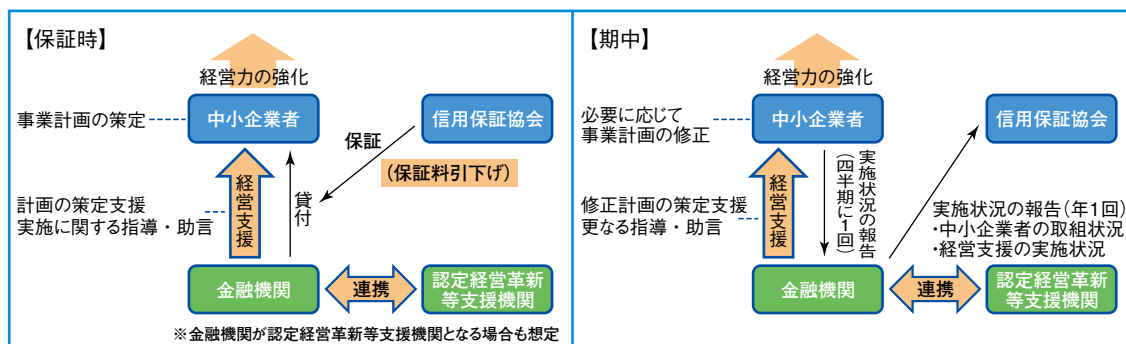 【保証時】
経営力の強化
事業計画の策定
中小企業者
信用保証協会
保証
(保証料引下げ)
経営支援
貸付
計画の策定支援
実施に関する指導・助言
金融機関
連携
認定経営革新
等支援機関
※金融機関が認定経営革新等支援機関となる場合も想定
【期中】
経営力の強化
必要に応じて
事業計画の修正
中小企業者
信用保証協会
経営支援
実施状況の報告
(四半期に1回)
修正計画の策定支援
更なる指導・助言
実施状況の報告(年1回)
・中小企業者の取組状況
・経営支援の実施状況
金融機関
連携
認定経営革新
等支援機関